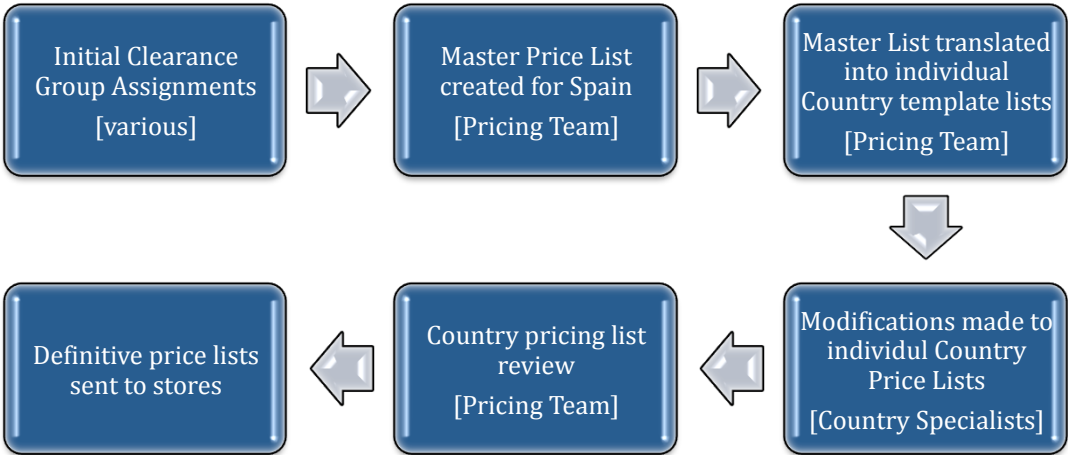 Initial Clearance
Group Assignments
[various]
Master Price List
created for Spain
[Pricing Team]
Master List translated
into individual
Country template lists
[Pricing Team]
Modifications made to
individul Country
Price Lists
[Country Specialists]
Country pricing list
review
[Pricing Team]
Definitive price lists
sent to stores